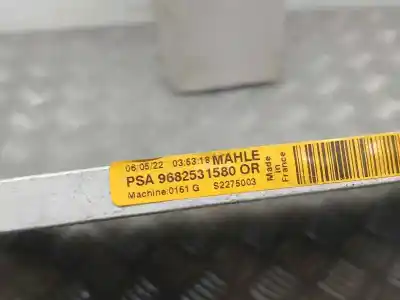 06/05/22 03:53:18 MAHLE
PSA 9682531580 OR
Machine:0161 G S2275003
Made in
France